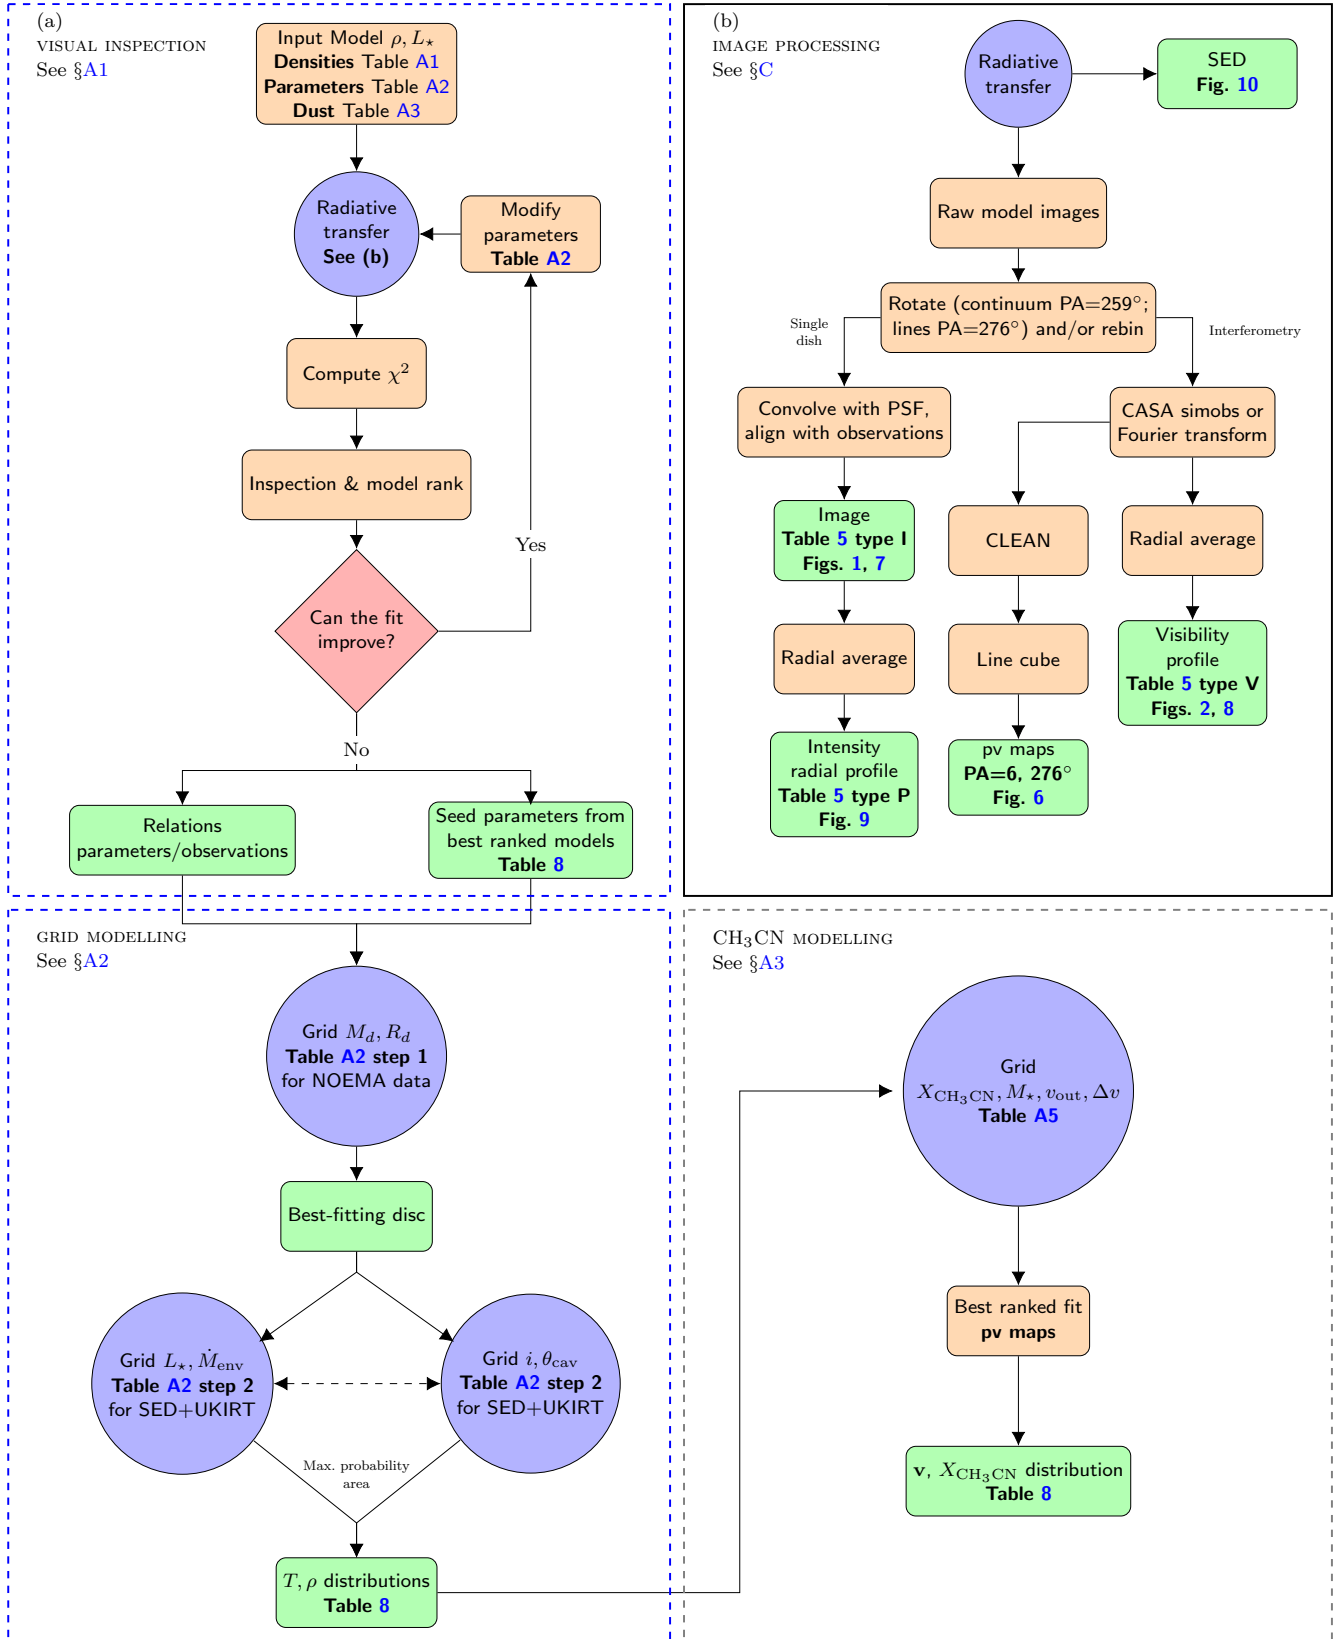 (a)
VISUAL INSPECTION
See §A1
Input Model ρ, L⋆
Densities Table A1
Parameters Table A2
Dust Table A3
Radiative
transfer
See (b)
Modify
parameters
Table A2
Compute χ²
Inspection & model rank
Yes
Can the fit
improve?
No
Relations
parameters/observations
Seed parameters from
best ranked models
Table 8
(b)
IMAGE PROCESSING
See §C
Radiative
transfer
SED
Fig. 10
Raw model images
Rotate (continuum PA=259°;
lines PA=276°) and/or rebin
Single
dish
Interferometry
Convolve with PSF,
align with observations
CASA simobs or
Fourier transform
Image
Table 5 type I
Figs. 1, 7
CLEAN
Radial average
Radial average
Line cube
Visibility
profile
Table 5 type V
Figs. 2, 8
Intensity
radial profile
Table 5 type P
Fig. 9
pv maps
PA=6, 276°
Fig. 6
GRID MODELLING
See §A2
Grid M_d, R_d
Table A2 step 1
for NOEMA data
Best-fitting disc
Grid L⋆, Ṁ_env
Table A2 step 2
for SED+UKIRT
Grid i, θ_cav
Table A2 step 2
for SED+UKIRT
Max. probability
area
T, ρ distributions
Table 8
CH₃CN MODELLING
See §A3
Grid
X_CH₃CN, M⋆, v_out, Δv
Table A5
Best ranked fit
pv maps
v, X_CH₃CN distribution
Table 8